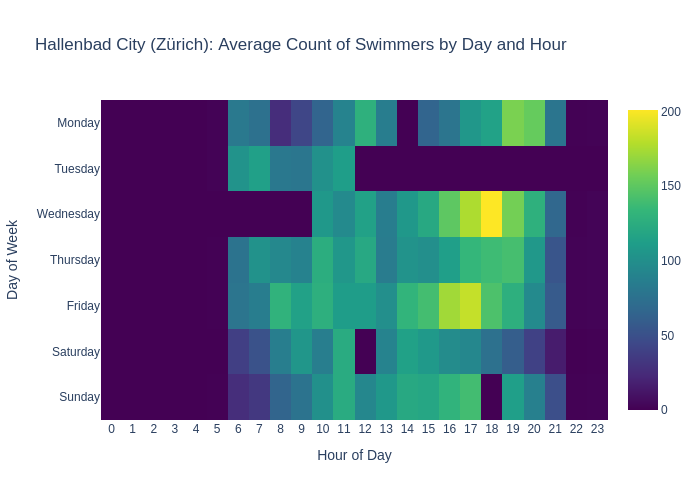 Hallenbad City (Zürich): Average Count of Swimmers by Day and Hour
Day of Week
Monday
Tuesday
Wednesday
Thursday
Friday
Saturday
Sunday
0 1 2 3 4 5 6 7 8 9 10 11 12 13 14 15 16 17 18 19 20 21 22 23
Hour of Day
200
150
100
50
0